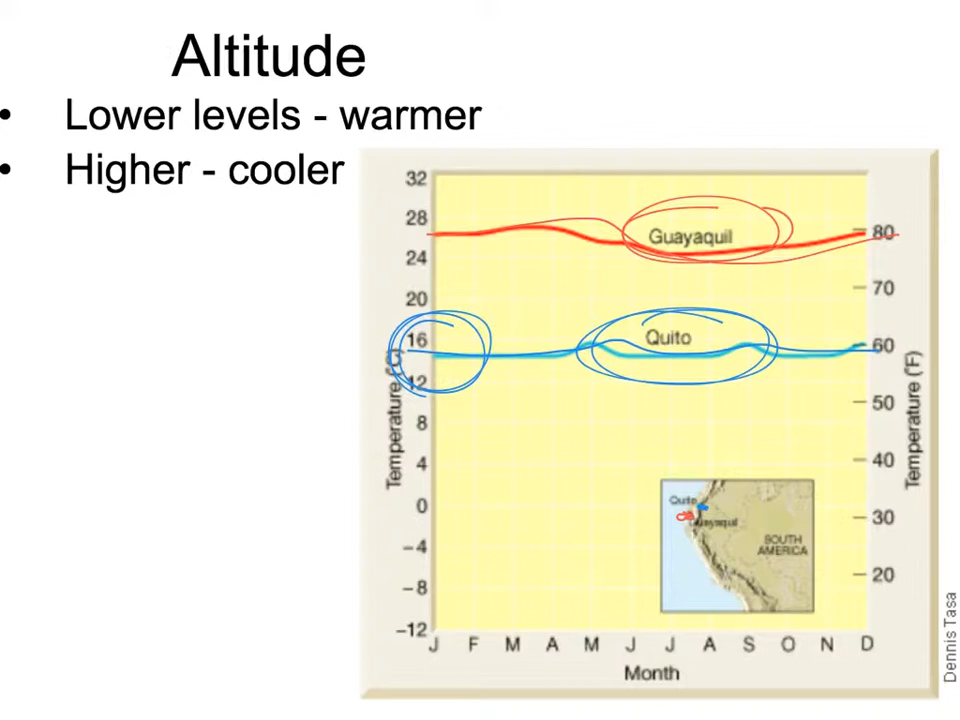 Altitude
• Lower levels - warmer
• Higher - cooler
32
28
24
20
16
12
8
4
0
−4
−8
−12
Temperature (°C)
Guayaquil
Quito
80
70
60
50
40
30
20
Temperature (°F)
Quito
Guayaquil
SOUTH
AMERICA
J F M A M J J A S O N D
Month
Dennis Tasa